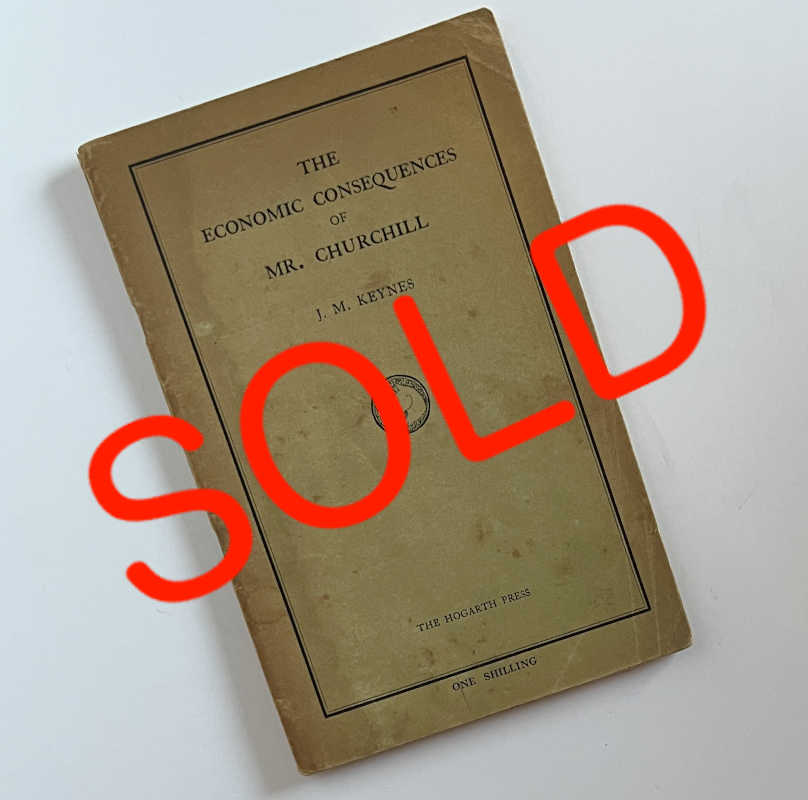 THE
ECONOMIC CONSEQUENCES
OF
MR. CHURCHILL
J. M. KEYNES
SOLD
THE HOGARTH PRESS
ONE SHILLING